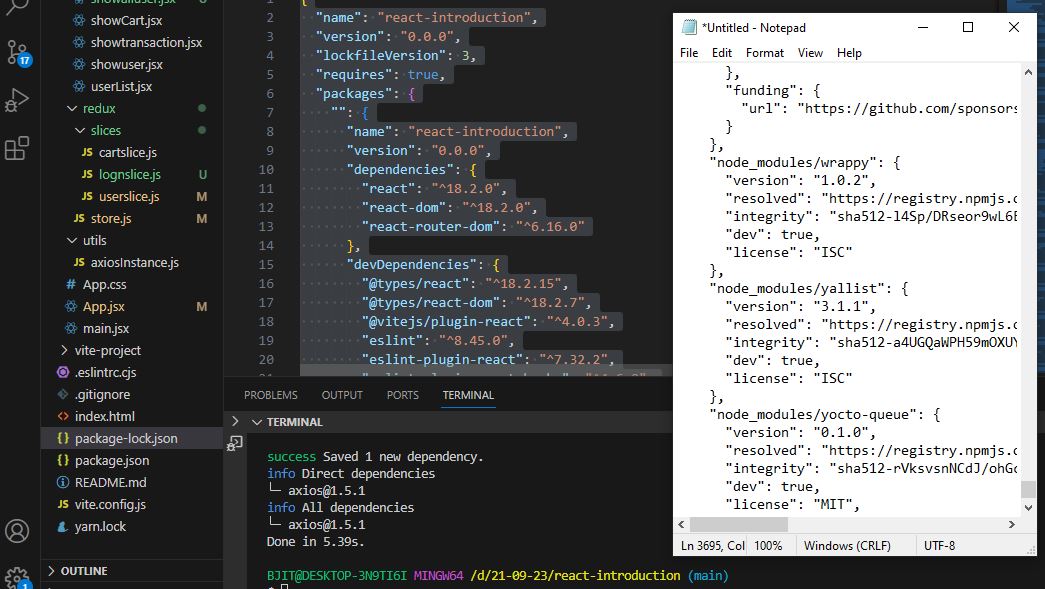 showCart.jsx
showtransaction.jsx
showuser.jsx
userList.jsx
redux
slices
JS cartslice.js
JS lognslice.js U
JS userslice.js M
JS store.js M
utils
JS axiosInstance.js
# App.css
App.jsx M
main.jsx
vite-project
.eslintrc.cjs
.gitignore
index.html
{} package-lock.json
{} package.json
README.md
JS vite.config.js
yarn.lock
OUTLINE
17
1
1 {
2 "name": "react-introduction",
3 "version": "0.0.0",
4 "lockfileVersion": 3,
5 "requires": true,
6 "packages": {
7 "": {
8 "name": "react-introduction",
9 "version": "0.0.0",
10 "dependencies": {
11 "react": "^18.2.0",
12 "react-dom": "^18.2.0",
13 "react-router-dom": "^6.16.0"
14 },
15 "devDependencies": {
16 "@types/react": "^18.2.15",
17 "@types/react-dom": "^18.2.7",
18 "@vitejs/plugin-react": "^4.0.3",
19 "eslint": "^8.45.0",
20 "eslint-plugin-react": "^7.32.2",
PROBLEMS OUTPUT PORTS TERMINAL
TERMINAL
success Saved 1 new dependency.
info Direct dependencies
└─ axios@1.5.1
info All dependencies
└─ axios@1.5.1
Done in 5.39s.
BJIT@DESKTOP-3N9TI6I MINGW64 /d/21-09-23/react-introduction (main)
*Untitled - Notepad
File Edit Format View Help
},
"funding": {
"url": "https://github.com/sponsors
}
},
"node_modules/wrappy": {
"version": "1.0.2",
"resolved": "https://registry.npmjs.o
"integrity": "sha512-l4Sp/DRseor9wL6E
"dev": true,
"license": "ISC"
},
"node_modules/yallist": {
"version": "3.1.1",
"resolved": "https://registry.npmjs.o
"integrity": "sha512-a4UGQaWPH59mOXUY
"dev": true,
"license": "ISC"
},
"node_modules/yocto-queue": {
"version": "0.1.0",
"resolved": "https://registry.npmjs.o
"integrity": "sha512-rVksvsnNCdJ/ohGc
"dev": true,
"license": "MIT",
Ln 3695, Col 100% Windows (CRLF) UTF-8